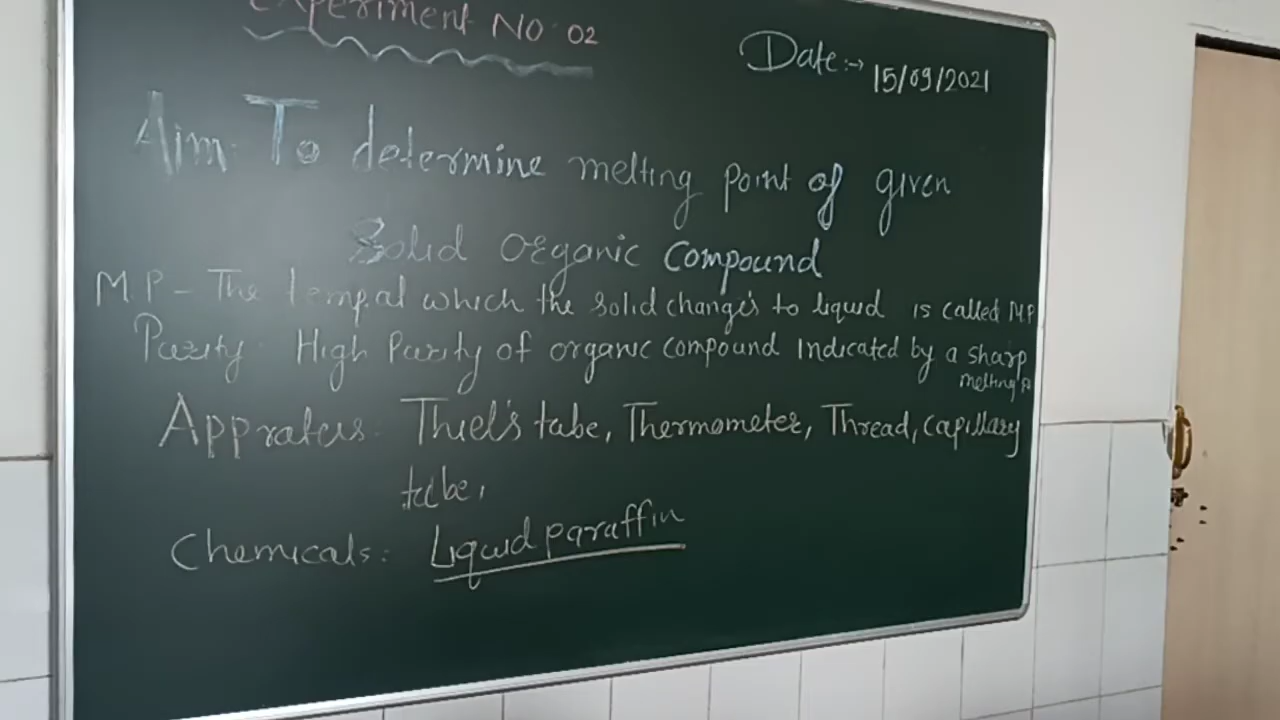 Experiment No. 02
Date:→ 15/09/2021
Aim. To determine melting point of given
Solid organic Compound
M.P - The temp.at which the solid changes to liquid is called M.P
Purity. High Purity of organic compound indicated by a sharp
melting P
Appratus: Thiel's tube, Thermometer, Thread, capillary
tube,
Chemicals: Liquid paraffin